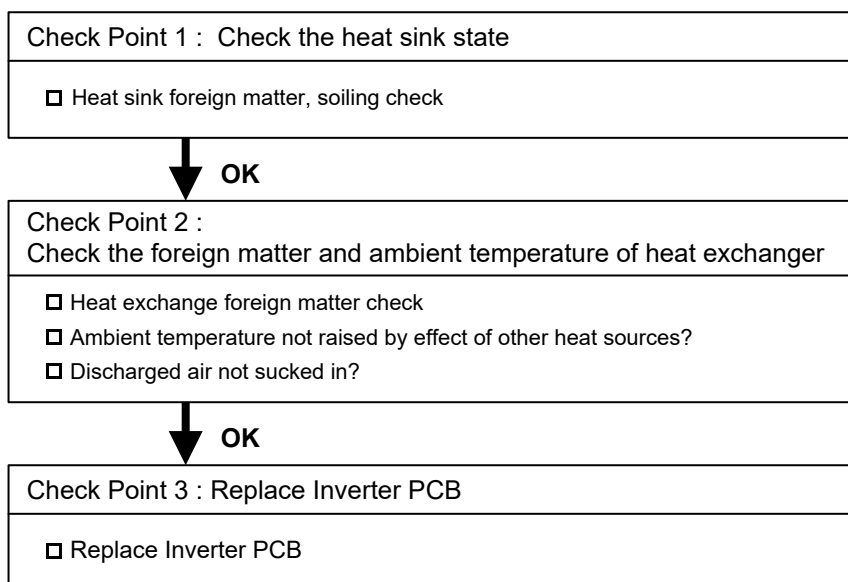 Check Point 1 :  Check the heat sink state
Heat sink foreign matter, soiling check
OK
Check Point 2 :
Check the foreign matter and ambient temperature of heat exchanger
Heat exchange foreign matter check
Ambient temperature not raised by effect of other heat sources?
Discharged air not sucked in?
OK
Check Point 3 : Replace Inverter PCB
Replace Inverter PCB